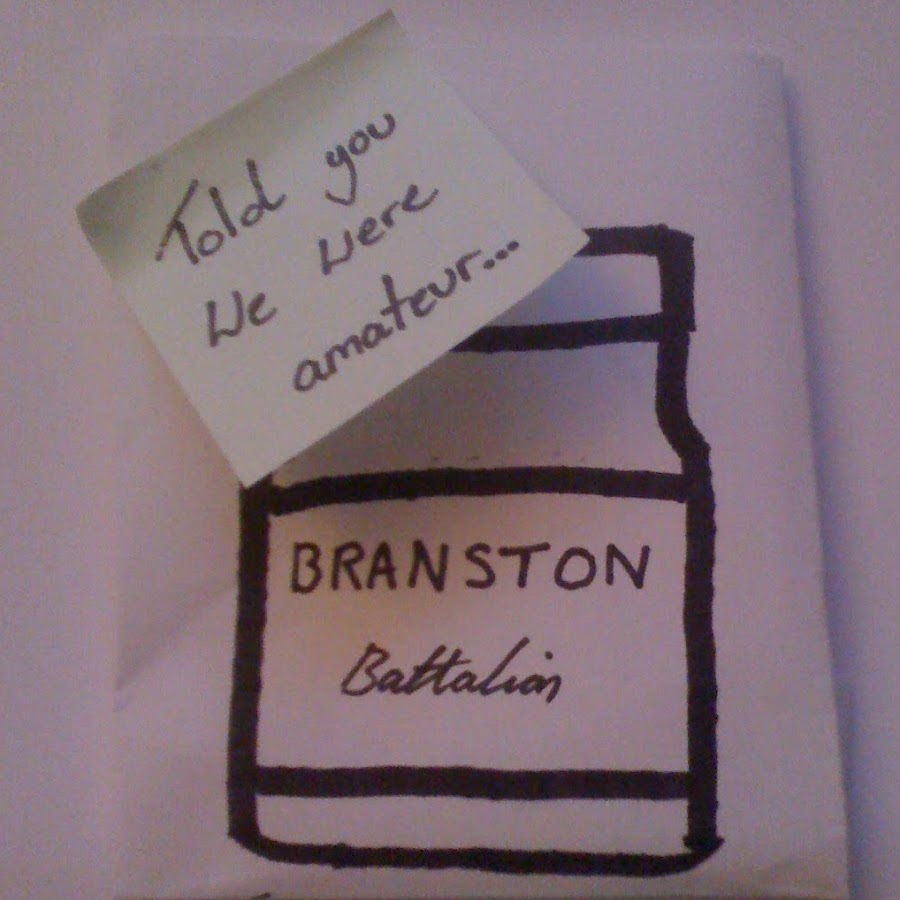 Told you
We were
amateur...
BRANSTON
Battalion